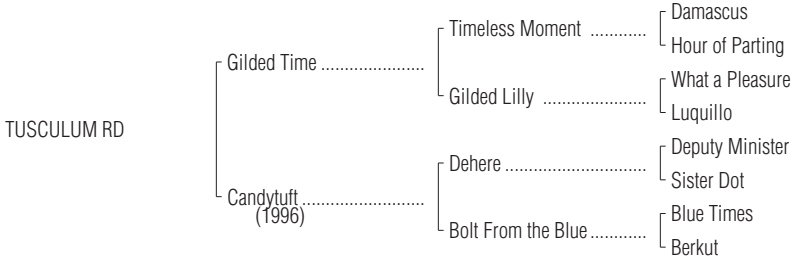 Damascus
Timeless Moment ............
Hour of Parting
Gilded Time ......................
What a Pleasure
Gilded Lilly ......................
Luquillo
TUSCULUM RD
Deputy Minister
Dehere ..............................
Sister Dot
Candytuft ..........................
(1996)
Blue Times
Bolt From the Blue ............
Berkut